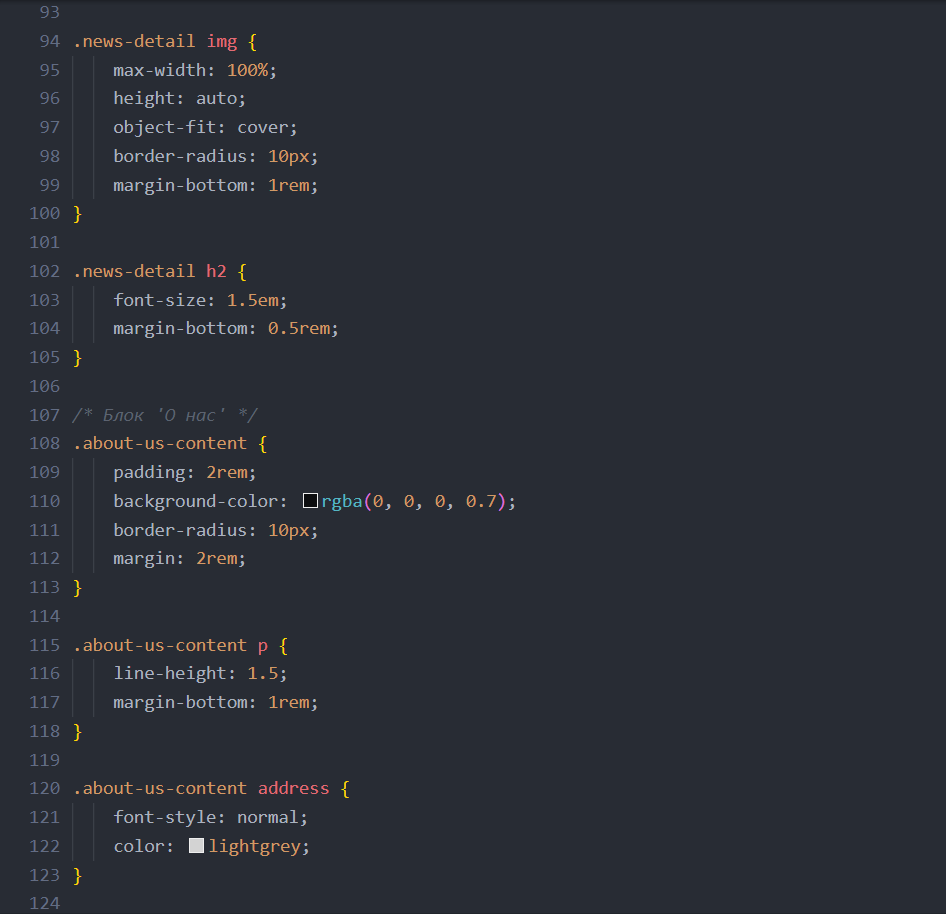 93
94 .news-detail img {
95 max-width: 100%;
96 height: auto;
97 object-fit: cover;
98 border-radius: 10px;
99 margin-bottom: 1rem;
100 }
101
102 .news-detail h2 {
103 font-size: 1.5em;
104 margin-bottom: 0.5rem;
105 }
106
107 /* Блок 'О нас' */
108 .about-us-content {
109 padding: 2rem;
110 background-color: rgba(0, 0, 0, 0.7);
111 border-radius: 10px;
112 margin: 2rem;
113 }
114
115 .about-us-content p {
116 line-height: 1.5;
117 margin-bottom: 1rem;
118 }
119
120 .about-us-content address {
121 font-style: normal;
122 color: lightgrey;
123 }
124